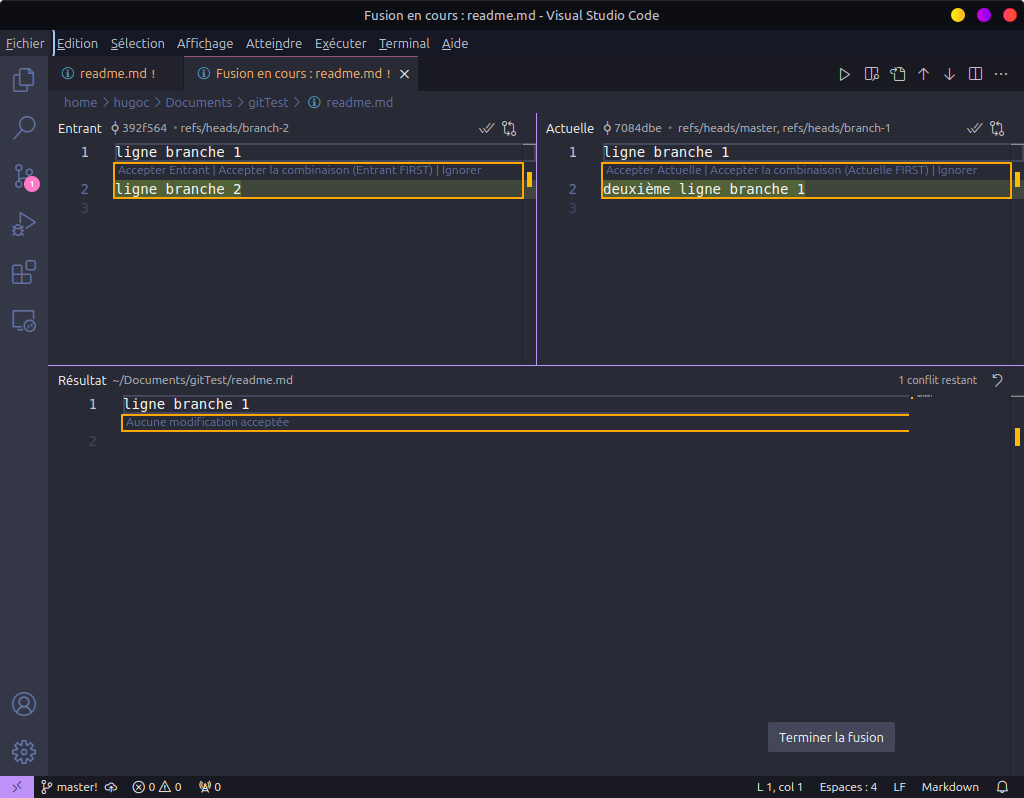 Fusion en cours : readme.md - Visual Studio Code
Fichier Edition Sélection Affichage Atteindre Exécuter Terminal Aide
readme.md ! Fusion en cours : readme.md !
home > hugoc > Documents > gitTest > readme.md
Entrant 392f564 • refs/heads/branch-2
1 ligne branche 1
Accepter Entrant | Accepter la combinaison (Entrant FIRST) | Ignorer
2 ligne branche 2
3
Actuelle 7084dbe • refs/heads/master, refs/heads/branch-1
1 ligne branche 1
Accepter Actuelle | Accepter la combinaison (Actuelle FIRST) | Ignorer
2 deuxième ligne branche 1
3
1
Résultat ~/Documents/gitTest/readme.md 1 conflit restant
1 ligne branche 1
Aucune modification acceptée
2
Terminer la fusion
master! 0 0 0 L 1, col 1 Espaces : 4 LF Markdown